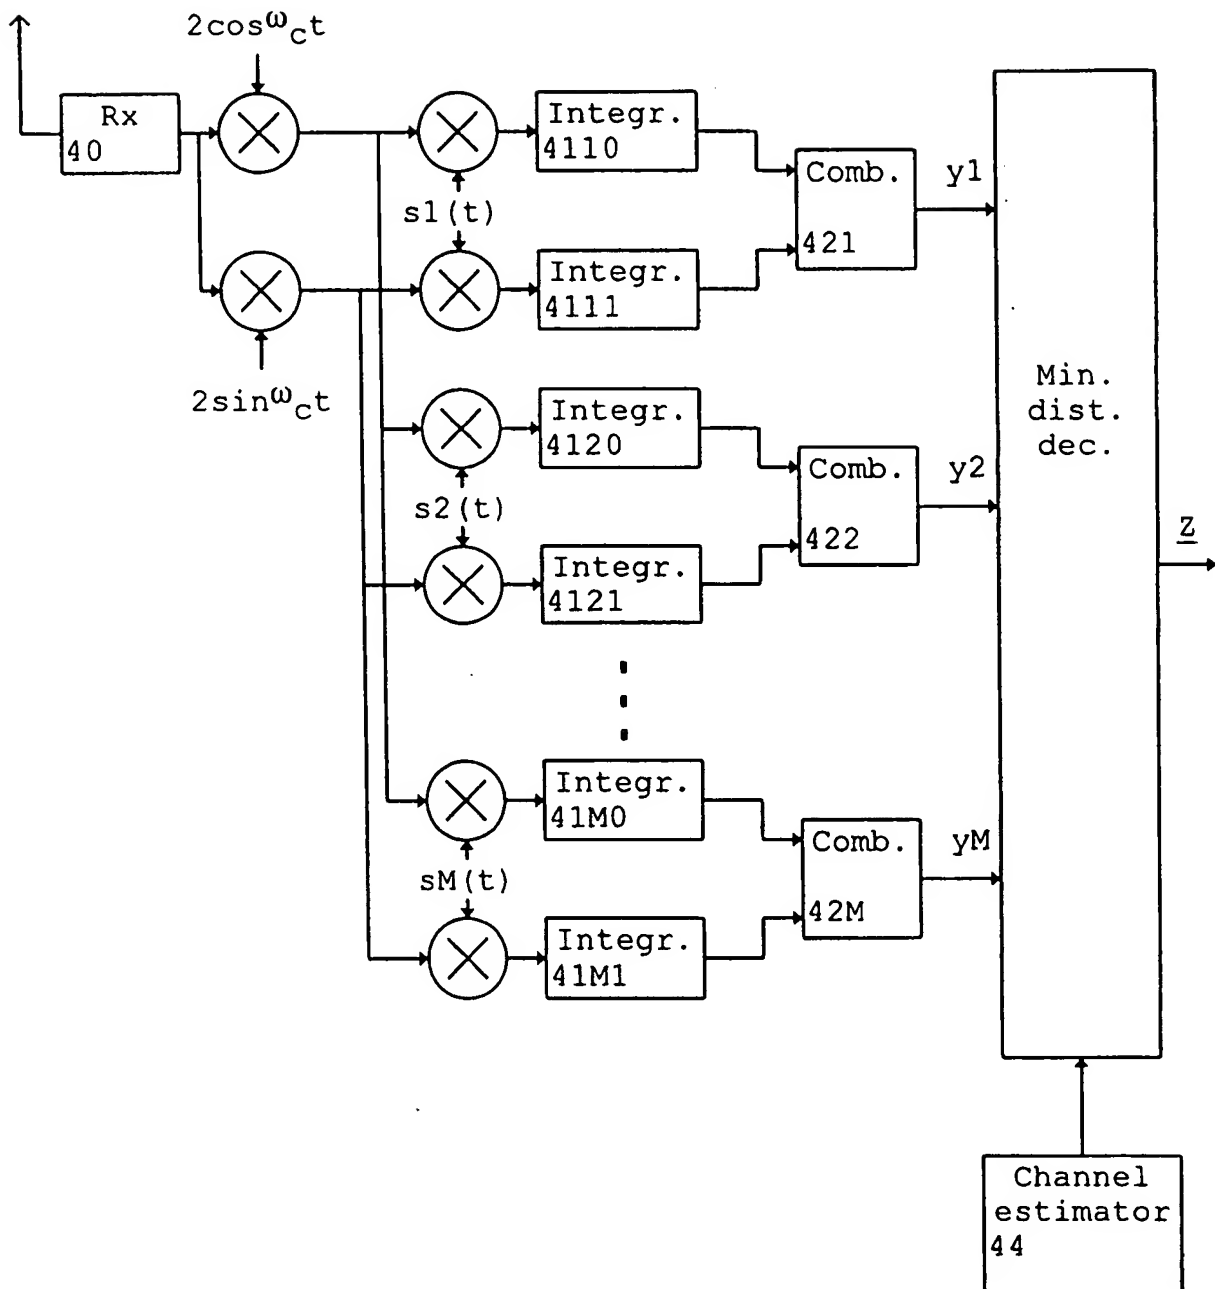 2cosωct
Rx
40
Integr.
4110
Comb.
421
y1
s1(t)
Integr.
4111
2sinωct
Min.
dist.
dec.
Integr.
4120
Comb.
422
y2
s2(t)
Integr.
4121
Z
Integr.
41M0
Comb.
42M
yM
sM(t)
Integr.
41M1
Channel
estimator
44